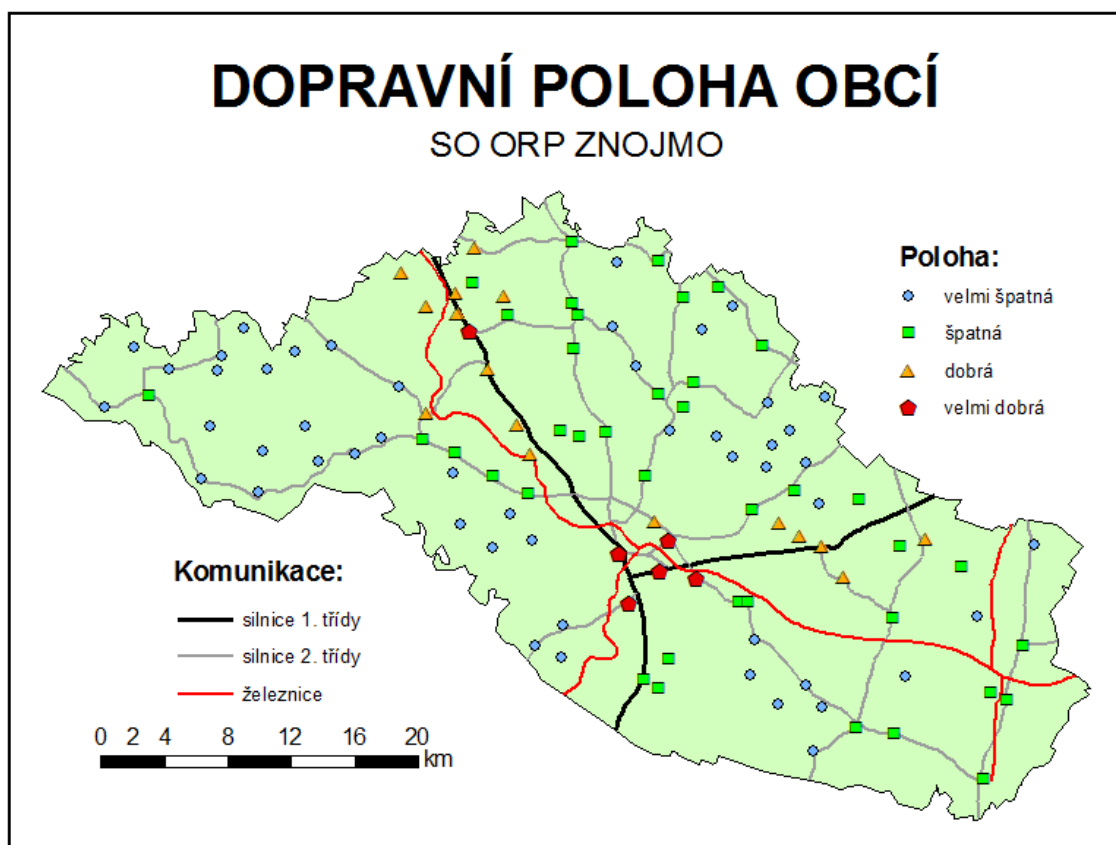 DOPRAVNÍ POLOHA OBCÍ
SO ORP ZNOJMO
Poloha:
velmi špatná
špatná
dobrá
velmi dobrá
Komunikace:
silnice 1. třídy
silnice 2. třídy
železnice
0 2 4 8 12 16 20
km